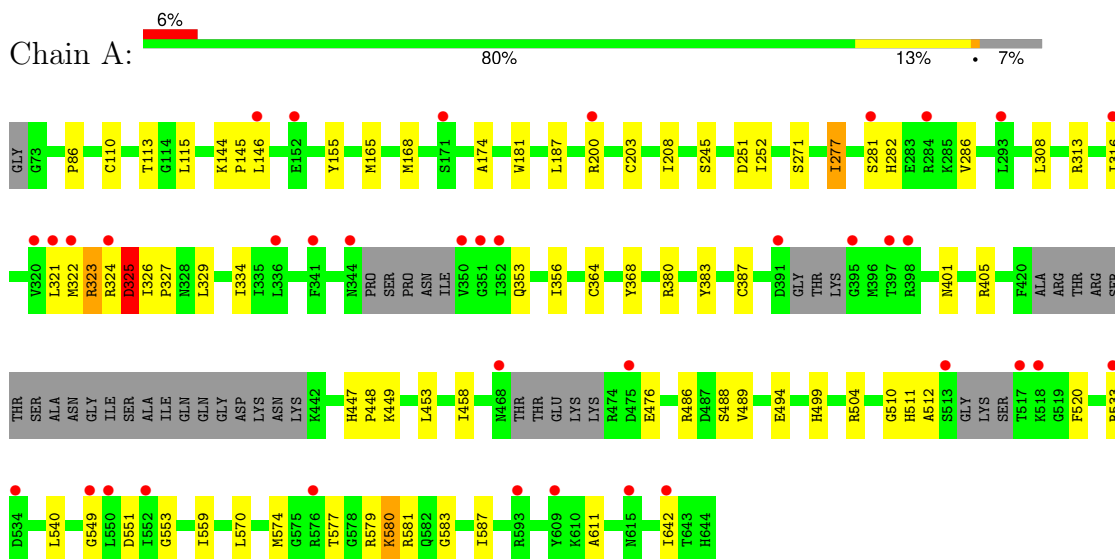 6%
Chain A:
80% 13% • 7%
GLY G73 P86 C110 T113 G114 L115 K144 P145 L146 E152 Y155 M165 M168 S171 A174 W181 L187 R200 C203 I208 S245 D251 I252 S271 I277 S281 H282 E283 R284 K285 V286 L293 L308 R313
V320 L321 M322 R323 R324 D325 I326 P327 N328 L329 I334 I335 L336 F341 N344 PRO SER PRO ASN ILE V350 G351 I352 Q353 I356 C364 Y368 R380 Y383 C387 D391 GLY THR LYS G395 M396 T397 R398 N401 R405 F420 ALA ARG THR ARG SER
THR SER ALA ASN GLY ILE SER ALA ILE GLN GLN GLY ASP LYS ASN LYS K442 H447 P448 K449 L453 I458 N468 THR THR GLU LYS LYS R474 D475 E476 R486 D487 S488 V489 E494 H499 R504 G510 H511 A512 S513 GLY LYS SER T517 K518 G519 F520
D534 L540 G549 L550 D551 I552 G553 I559 L570 M574 G575 R576 T577 G578 R579 K580 R581 Q582 G583 I587 R593 Y609 K610 A611 N615 I642 T643 H644